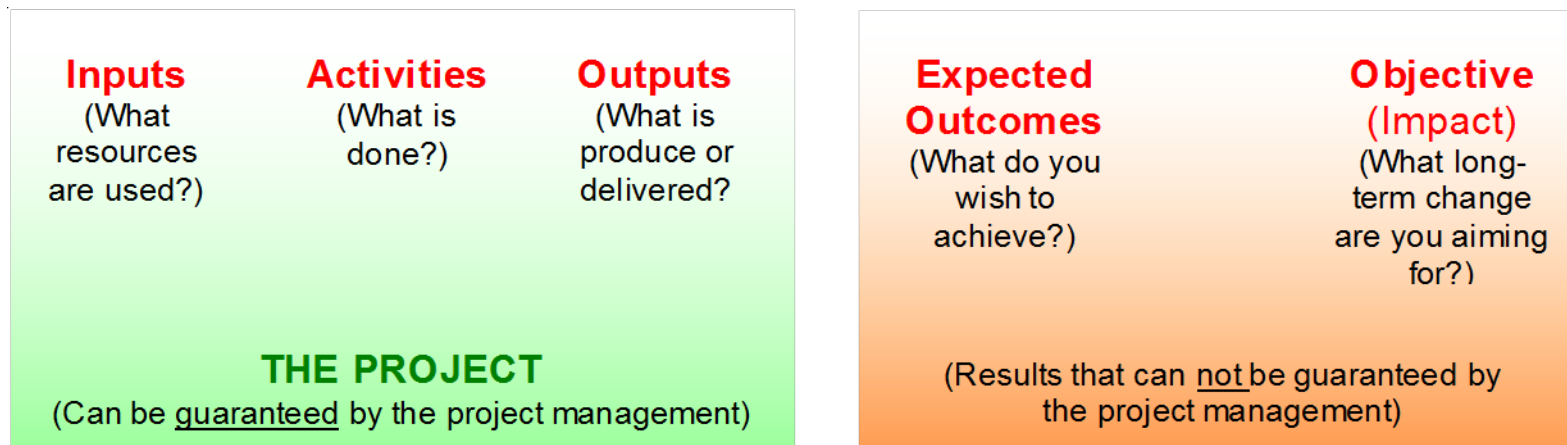 Inputs
(What
resources
are used?)
Activities
(What is
done?)
Outputs
(What is
produce or
delivered?
THE PROJECT
(Can be guaranteed by the project management)
Expected
Outcomes
(What do you
wish to
achieve?)
Objective
(Impact)
(What long-
term change
are you aiming
for?)
(Results that can not be guaranteed by
the project management)